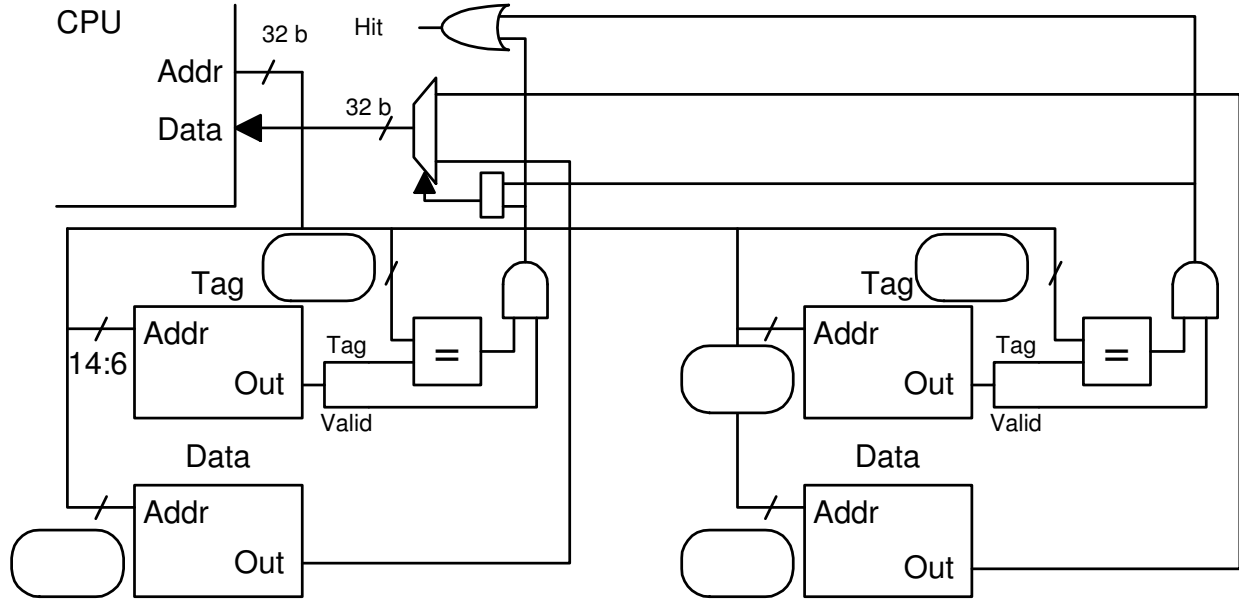 CPU
32 b
Hit
Addr
32 b
Data
Tag
Tag
Addr
Tag
=
Addr
Tag
=
14:6
Out
Out
Valid
Valid
Data
Data
Addr
Addr
Out
Out